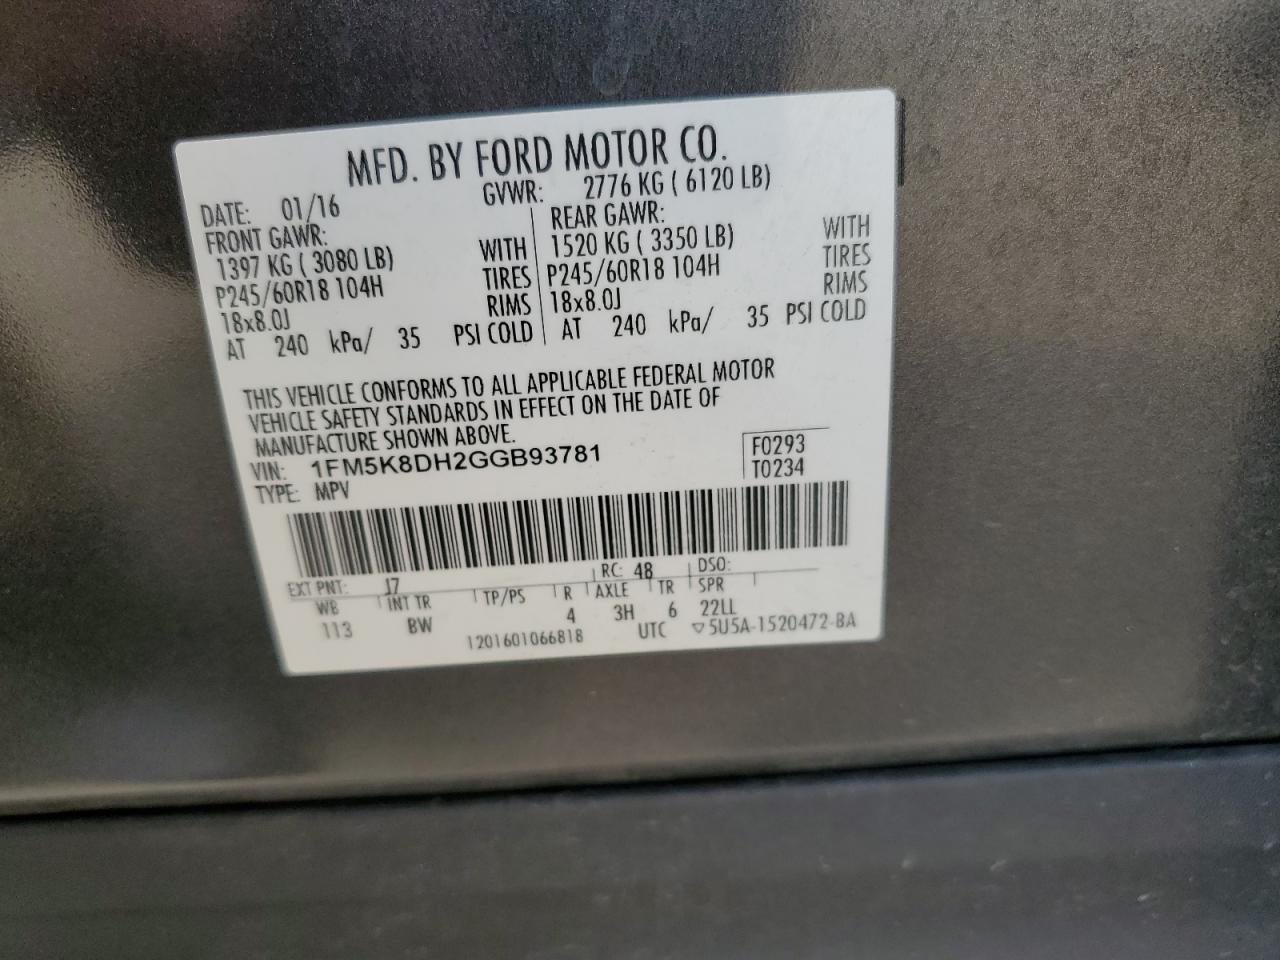 MFD. BY FORD MOTOR CO.
DATE: 01/16 GVWR: 2776 KG ( 6120 LB)
FRONT GAWR: REAR GAWR:
1397 KG ( 3080 LB) WITH 1520 KG ( 3350 LB) WITH
P245/60R18 104H TIRES P245/60R18 104H TIRES
18x8.0J RIMS 18x8.0J RIMS
AT 240 kPa/ 35 PSI COLD AT 240 kPa/ 35 PSI COLD
THIS VEHICLE CONFORMS TO ALL APPLICABLE FEDERAL MOTOR
VEHICLE SAFETY STANDARDS IN EFFECT ON THE DATE OF
MANUFACTURE SHOWN ABOVE.
VIN: 1FM5K8DH2GGB93781 F0293
TYPE: MPV T0234
EXT PNT: J7 RC: 48 DSO:
WB INT TR TP/PS R AXLE TR SPR
113 BW 4 3H 6 22LL
1201601066818 UTC ▽5U5A-1520472-BA